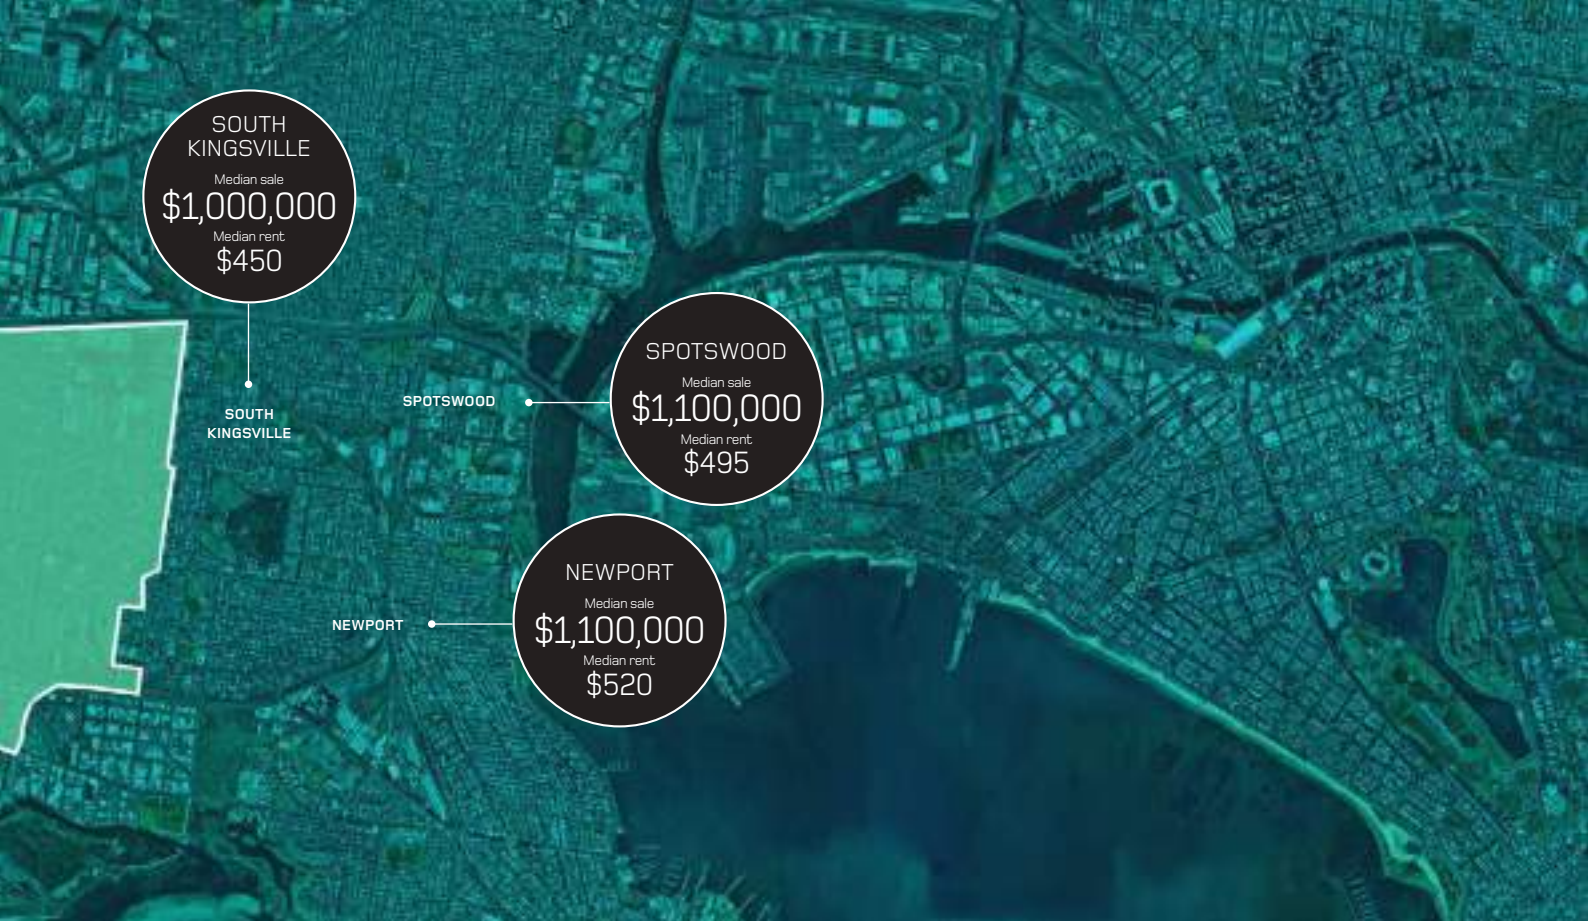 SOUTH
KINGSVILLE
Median sale
$1,000,000
Median rent
$450
SOUTH
KINGSVILLE
SPOTSWOOD
SPOTSWOOD
Median sale
$1,100,000
Median rent
$495
NEWPORT
NEWPORT
Median sale
$1,100,000
Median rent
$520